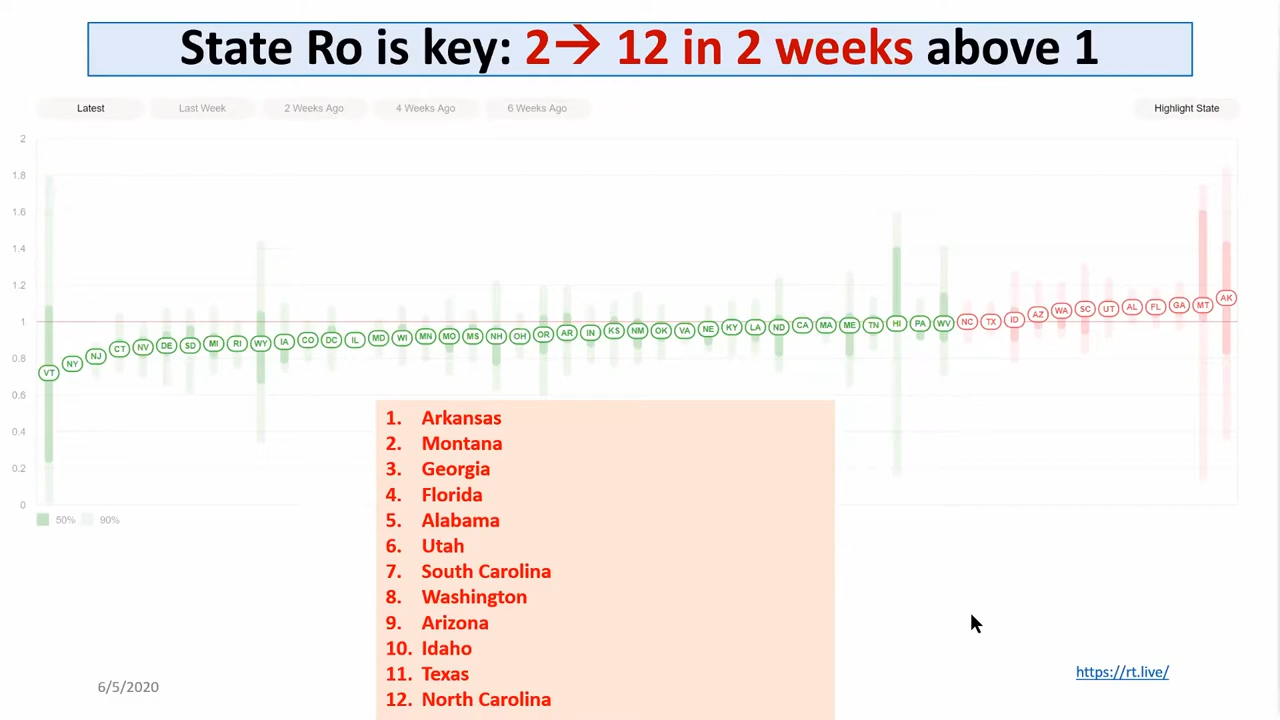 State Ro is key: 2→ 12 in 2 weeks above 1
Latest Last Week 2 Weeks Ago 4 Weeks Ago 6 Weeks Ago Highlight State
2
1.8
1.6
1.4
1.2
1
0.8
0.6
0.4
0.2
0
VT NY NJ CT NV DE SD MI RI WY IA CO DC IL MD WI MN MO MS NH OH OR AR IN KS NM OK VA NE KY LA ND CA MA ME TN HI PA WV NC TX ID AZ WA SC UT AL FL GA MT AK
50% 90%
1. Arkansas
2. Montana
3. Georgia
4. Florida
5. Alabama
6. Utah
7. South Carolina
8. Washington
9. Arizona
10. Idaho
11. Texas
12. North Carolina
6/5/2020
https://rt.live/